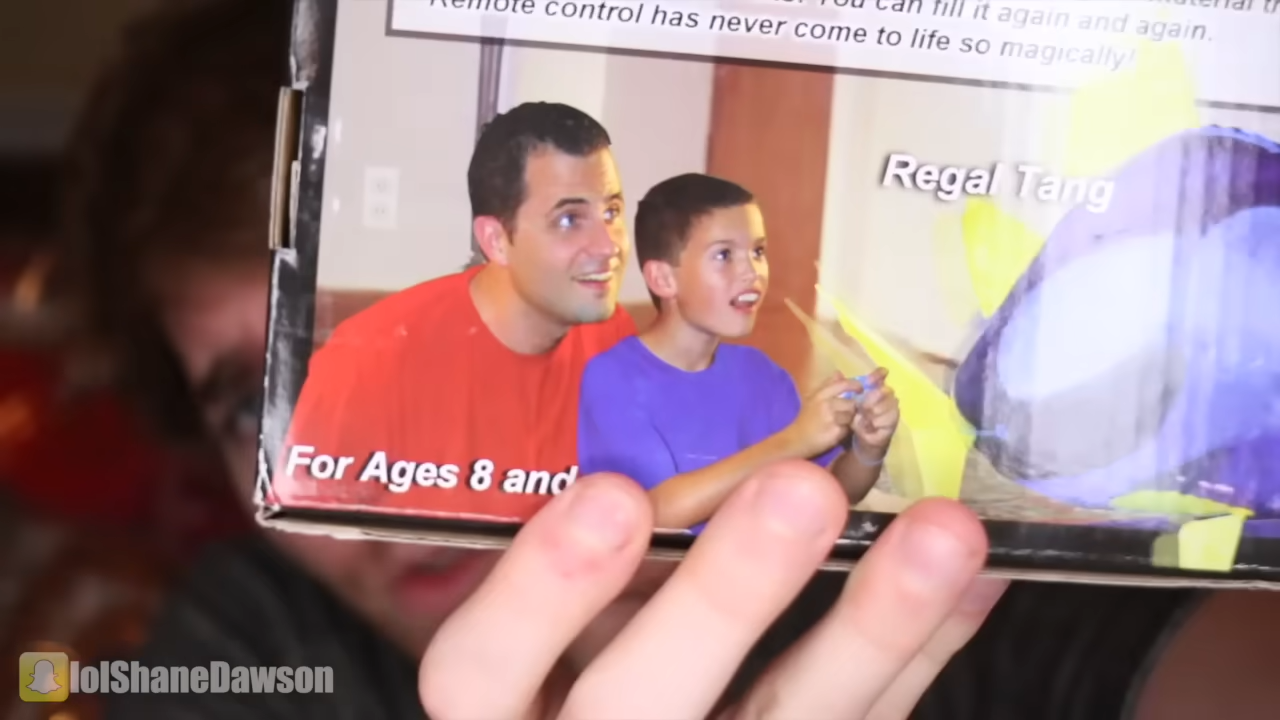 You can fill it again and again.
Remote control has never come to life so magically!
Regal Tang
For Ages 8 and
lolShaneDawson